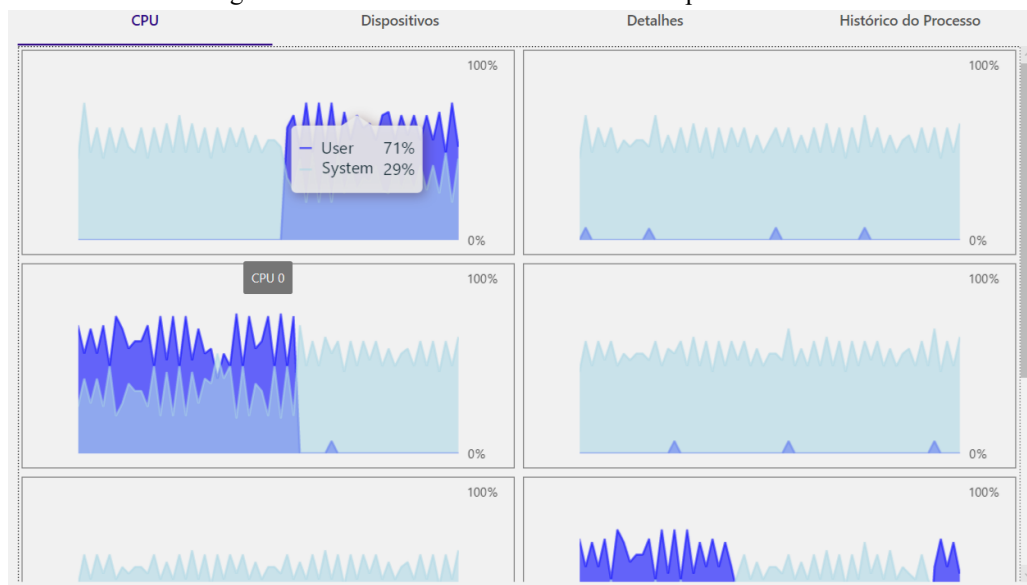 CPU
Dispositivos
Detalhes
Histórico do Processo
100%
User 71%
System 29%
0%
100%
0%
CPU 0
100%
0%
100%
0%
100%
100%